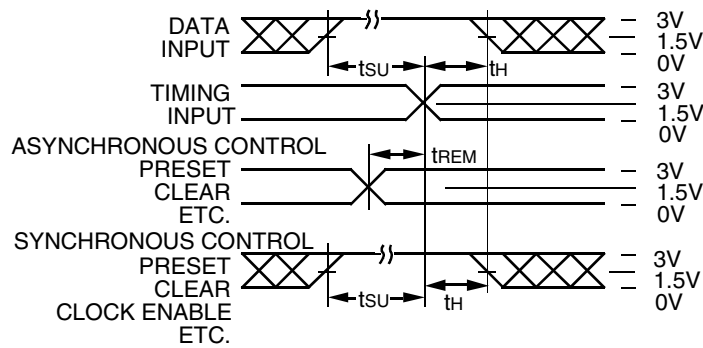 DATA
INPUT
tSU
tH
3V
1.5V
0V
TIMING
INPUT
3V
1.5V
0V
ASYNCHRONOUS CONTROL
PRESET
CLEAR
ETC.
tREM
3V
1.5V
0V
SYNCHRONOUS CONTROL
PRESET
CLEAR
CLOCK ENABLE
ETC.
tSU
tH
3V
1.5V
0V